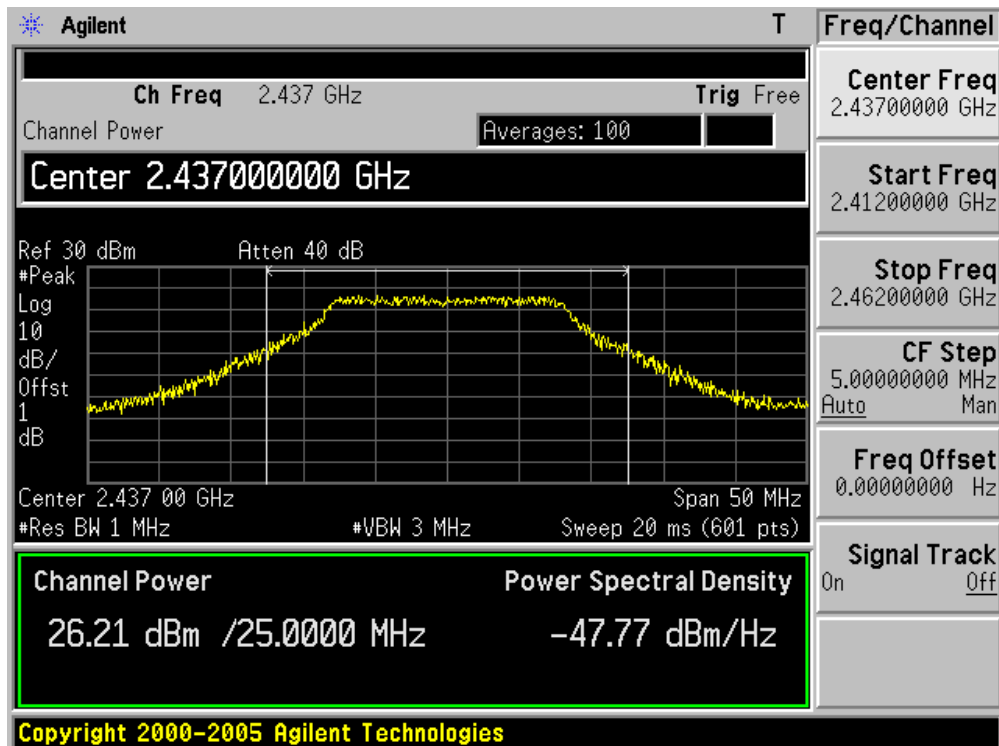 Agilent T Freq/Channel
Ch Freq 2.437 GHz Trig Free
Channel Power Averages: 100
Center 2.437000000 GHz
Ref 30 dBm Atten 40 dB
#Peak
Log
10
dB/
Offst
1
dB
Center 2.437 00 GHz Span 50 MHz
#Res BW 1 MHz #VBW 3 MHz Sweep 20 ms (601 pts)
Channel Power Power Spectral Density
26.21 dBm /25.0000 MHz -47.77 dBm/Hz
Center Freq
2.43700000 GHz
Start Freq
2.41200000 GHz
Stop Freq
2.46200000 GHz
CF Step
5.00000000 MHz
Auto Man
Freq Offset
0.00000000 Hz
Signal Track
On Off
Copyright 2000-2005 Agilent Technologies